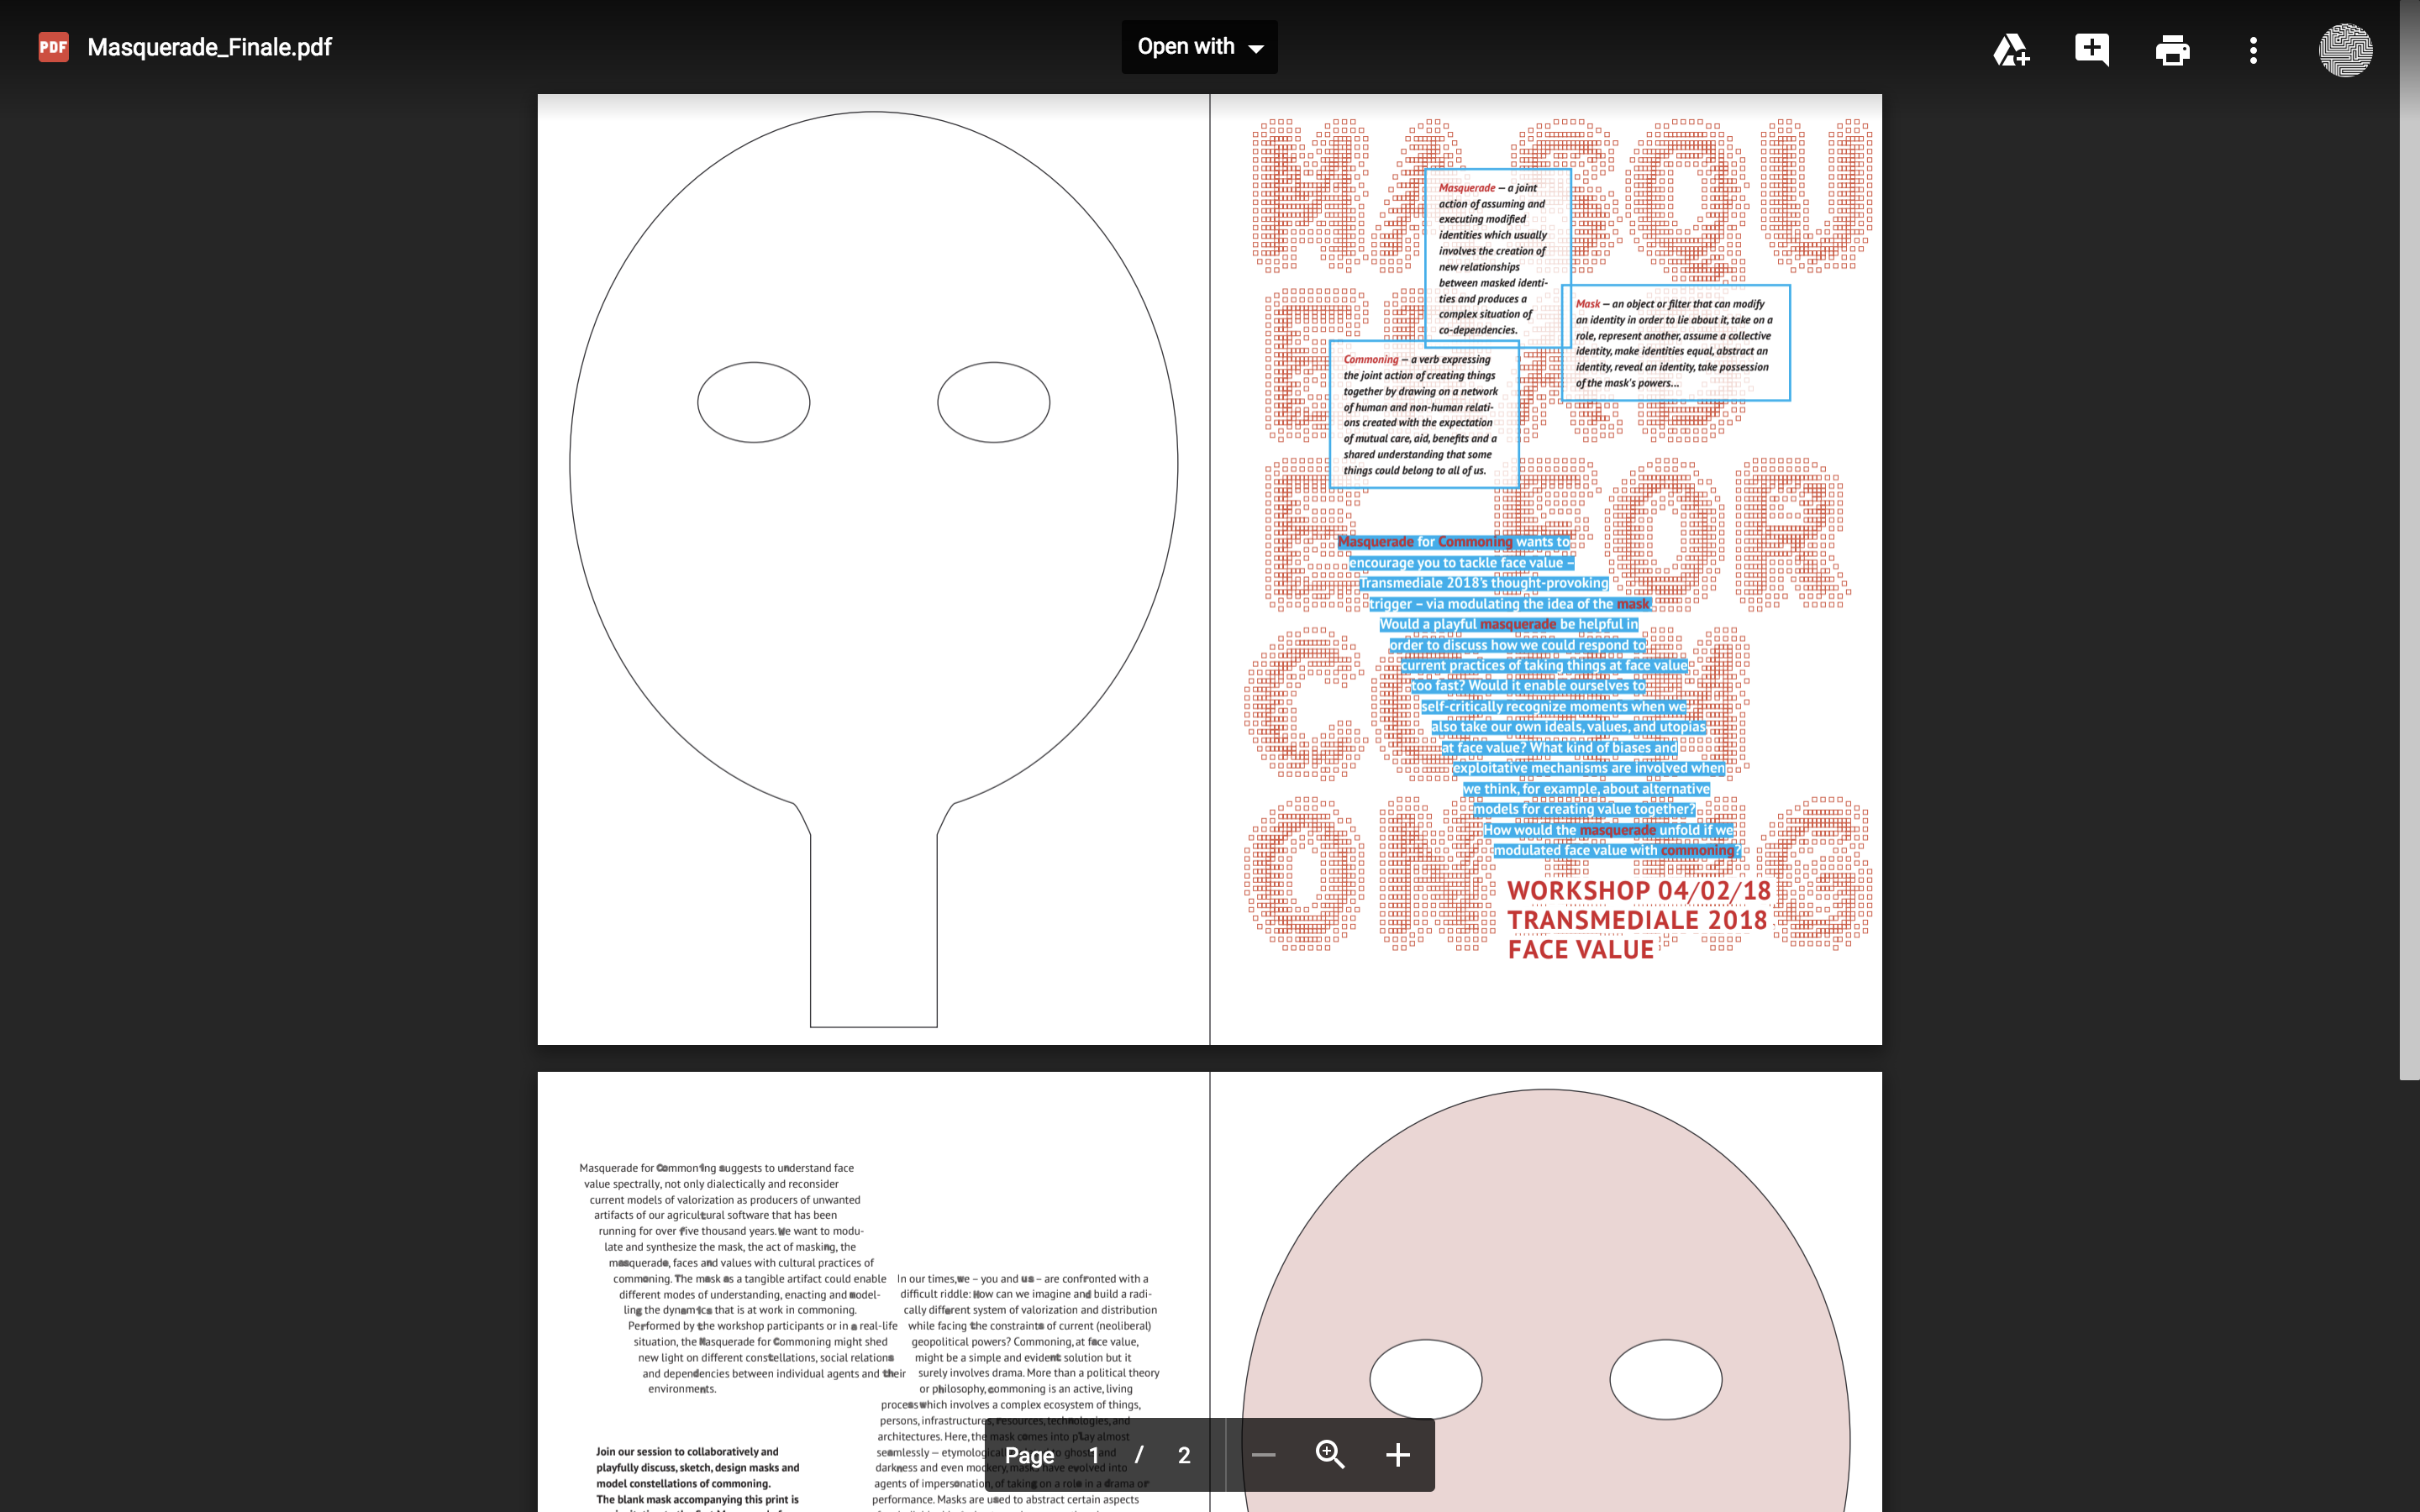 PDF Masquerade_Finale.pdf
Open with
MASQU
ERAD
E FOR
COMM
ONING
Masquerade – a joint
action of assuming and
executing modified
identities which usually
involves the creation of
new relationships
between masked identi-
ties and produces a
complex situation of
co-dependencies.
Mask – an object or filter that can modify
an identity in order to lie about it, take on a
role, represent another, assume a collective
identity, make identities equal, abstract an
identity, reveal an identity, take possession
of the mask's powers...
Commoning – a verb expressing
the joint action of creating things
together by drawing on a network
of human and non-human relati-
ons created with the expectation
of mutual care, aid, benefits and a
shared understanding that some
things could belong to all of us.
Masquerade for Commoning wants to
encourage you to tackle face value –
Transmediale 2018's thought-provoking
trigger – via modulating the idea of the mask.
Would a playful masquerade be helpful in
order to discuss how we could respond to
current practices of taking things at face value
too fast? Would it enable ourselves to
self-critically recognize moments when we
also take our own ideals, values, and utopias
at face value? What kind of biases and
exploitative mechanisms are involved when
we think, for example, about alternative
models for creating value together?
How would the masquerade unfold if we
modulated face value with commoning?
WORKSHOP 04/02/18
TRANSMEDIALE 2018
FACE VALUE
Masquerade for Commoning suggests to understand face
value spectrally, not only dialectically and reconsider
current models of valorization as producers of unwanted
artifacts of our agricultural software that has been
running for over five thousand years. We want to modu-
late and synthesize the mask, the act of masking, the
masquerade, faces and values with cultural practices of
commoning. The mask as a tangible artifact could enable
different modes of understanding, enacting and model-
ling the dynamics that is at work in commoning.
Performed by the workshop participants or in a real-life
situation, the Masquerade for Commoning might shed
new light on different constellations, social relations
and dependencies between individual agents and their
environments.
Join our session to collaboratively and
playfully discuss, sketch, design masks and
model constellations of commoning.
The blank mask accompanying this print is
In our times, we – you and us – are confronted with a
difficult riddle: How can we imagine and build a radi-
cally different system of valorization and distribution
while facing the constraints of current (neoliberal)
geopolitical powers? Commoning, at face value,
might be a simple and evident solution but it
surely involves drama. More than a political theory
or philosophy, commoning is an active, living
process which involves a complex ecosystem of things,
persons, infrastructures, resources, technologies, and
architectures. Here, the mask comes into play almost
seamlessly — etymologically to ghosts and
darkness and even mockery, masks have evolved into
agents of impersonation, of taking on a role in a drama or
performance. Masks are used to abstract certain aspects
Page 1 / 2